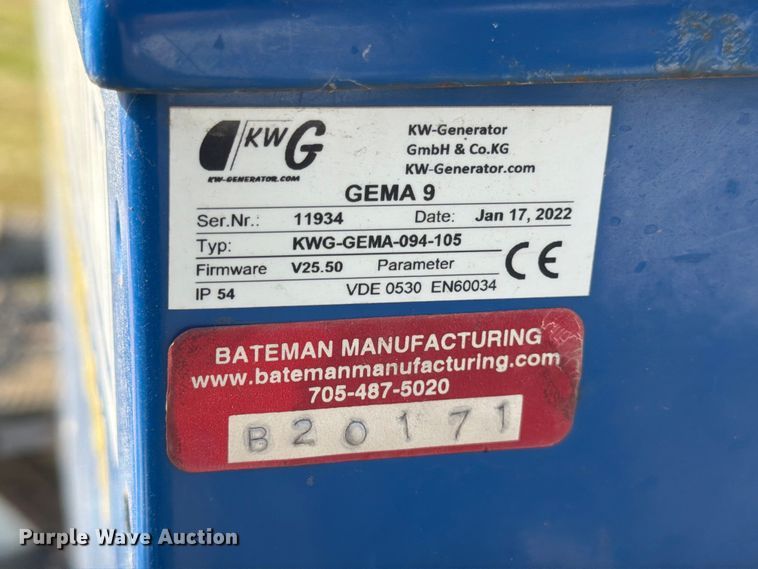 KWG
KW-GENERATOR.COM
KW-Generator
GmbH & Co.KG
KW-Generator.com
GEMA 9
Ser.Nr.: 11934 Date: Jan 17, 2022
Typ: KWG-GEMA-094-105
Firmware V25.50 Parameter
CE
IP 54 VDE 0530 EN60034
BATEMAN MANUFACTURING
www.batemanmanufacturing.com
705-487-5020
B20171
Purple Wave Auction®